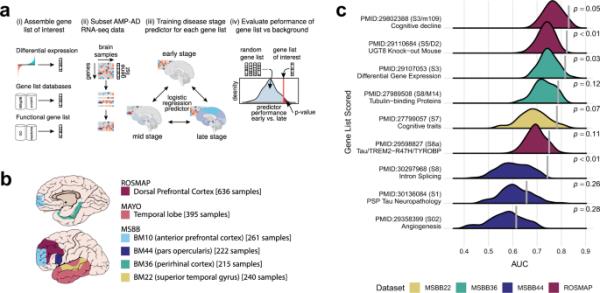 a
(i) Assemble gene
list of interest
(ii) Subset AMP-AD
RNA-seq data
(iii) Training disease stage
predictor for each gene list
(iv) Evaluate peformance of
gene list vs background
Differential expression
Gene list databases
Functional gene list
brain
samples
genes
gene
list
early stage
logistic
regression
predictor
mid stage
late stage
random
gene list
gene list
of interest
density
predictor
performance
early vs. late
p-value
b
ROSMAP
Dorsal Prefrontal Cortex [636 samples]
MAYO
Temporal lobe [395 samples]
MSBB
BM10 (anterior prefrontal cortex) [261 samples]
BM44 (pars opercularis) [222 samples]
BM36 (perirhinal cortex) [215 samples]
BM22 (superior temporal gyrus) [240 samples]
c
Gene List Scored
PMID:29802388 (S3/m109)
Cognitive decline
p = 0.05
PMID:29110684 (S5/D2)
UGT8 Knock-out Mouse
p < 0.01
PMID:29107053 (S3)
Differential Gene Expression
p = 0.03
PMID:27989508 (S8/M14)
Tubulin-binding Proteins
p = 0.12
PMID:27799057 (S7)
Cognitive traits
p = 0.07
PMID:29598827 (S8a)
Tau/TREM2-R47H/TYROBP
p = 0.11
PMID:30297968 (S8)
Intron Splicing
p < 0.01
PMID:30136084 (S1)
PSP Tau Neuropathology
p = 0.26
PMID:29358399 (S02)
Angiogenesis
p = 0.28
0.4 0.5 0.6 0.7 0.8 0.9
AUC
Dataset MSBB22 MSBB36 MSBB44 ROSMAP